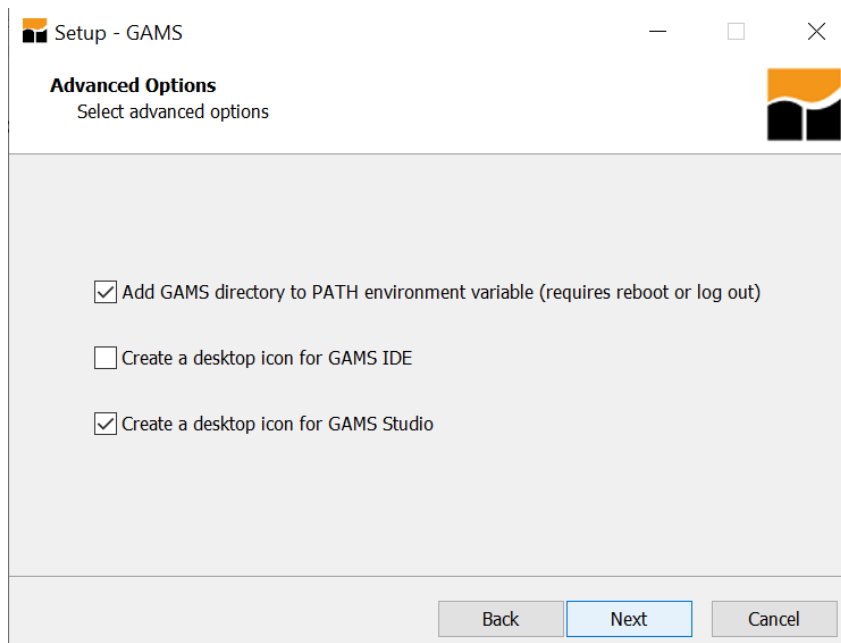 Setup - GAMS
Advanced Options
Select advanced options
Add GAMS directory to PATH environment variable (requires reboot or log out)
Create a desktop icon for GAMS IDE
Create a desktop icon for GAMS Studio
Back Next Cancel